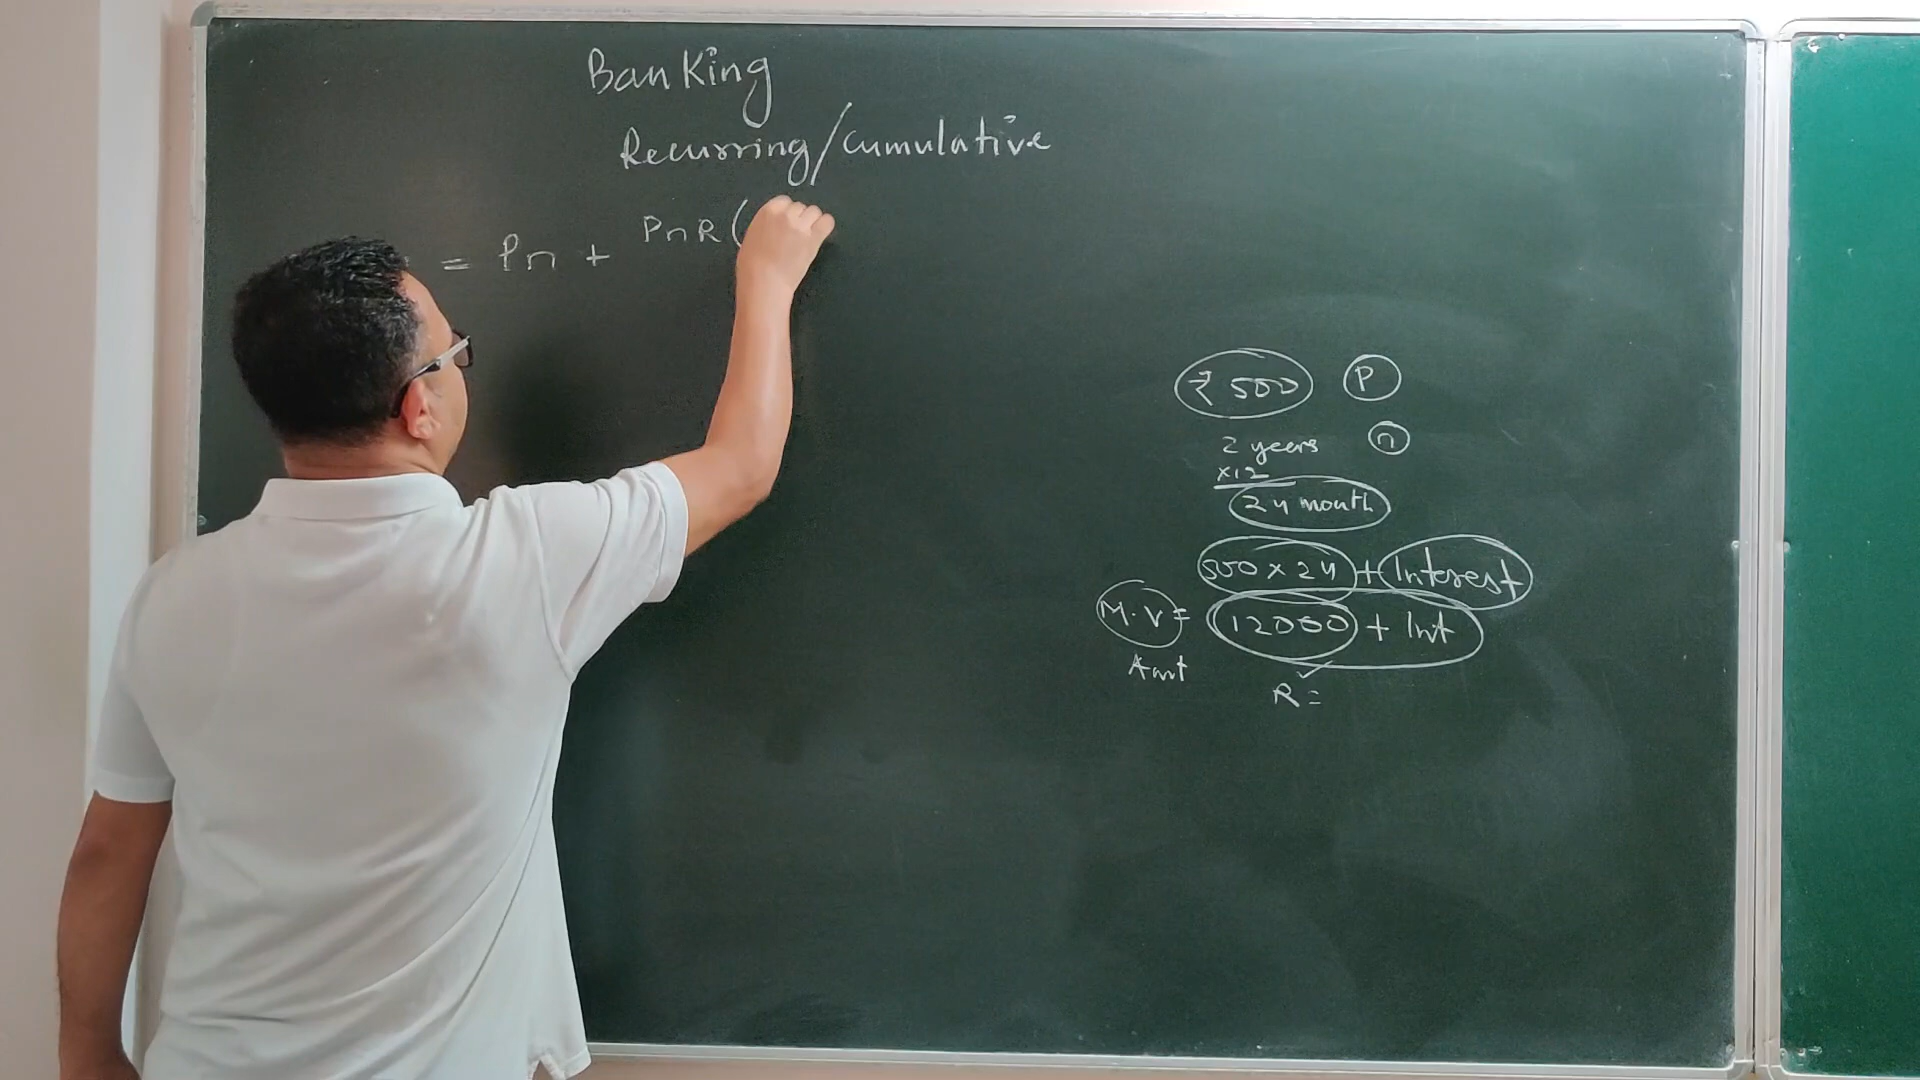 Banking
Recurring/Cumulative
= Pn + PnR (
₹ 500 P
2 years n
×12
24 month
500 × 24 + Interest
M.V = 12000 + Int
Amt
R =